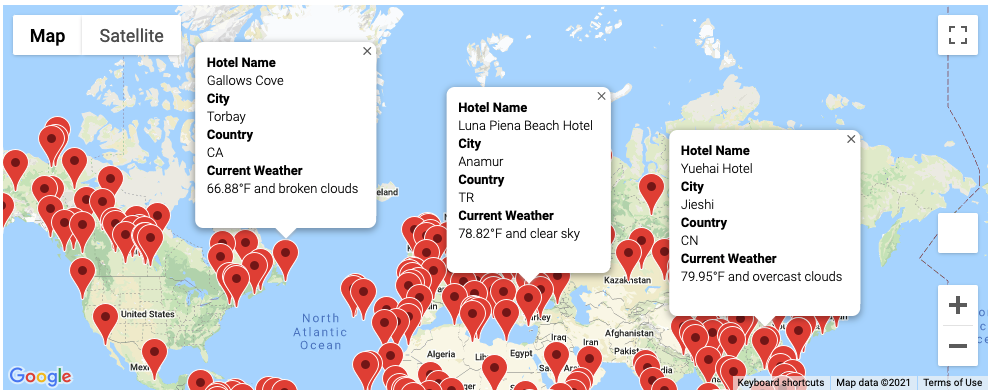 Map
Satellite
Hotel Name
Gallows Cove
City
Torbay
Country
CA
Current Weather
66.88°F and broken clouds
Hotel Name
Luna Piena Beach Hotel
City
Anamur
Country
TR
Current Weather
78.82°F and clear sky
Hotel Name
Yuehai Hotel
City
Jieshi
Country
CN
Current Weather
79.95°F and overcast clouds
North
Atlantic
Ocean
United States
Kazakhstan
Afghanistan
Iraq
Iran
Algeria
Egypt
Google
Keyboard shortcuts
Map data ©2021
Terms of Use